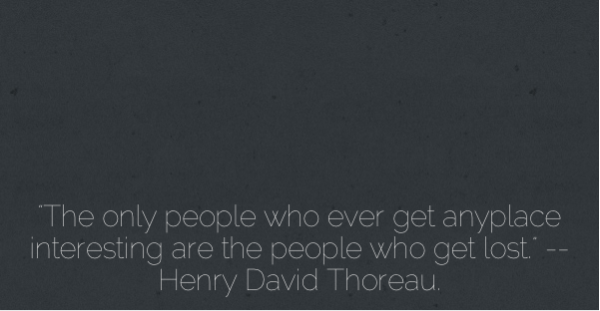 "The only people who ever get anyplace
interesting are the people who get lost." --
Henry David Thoreau.